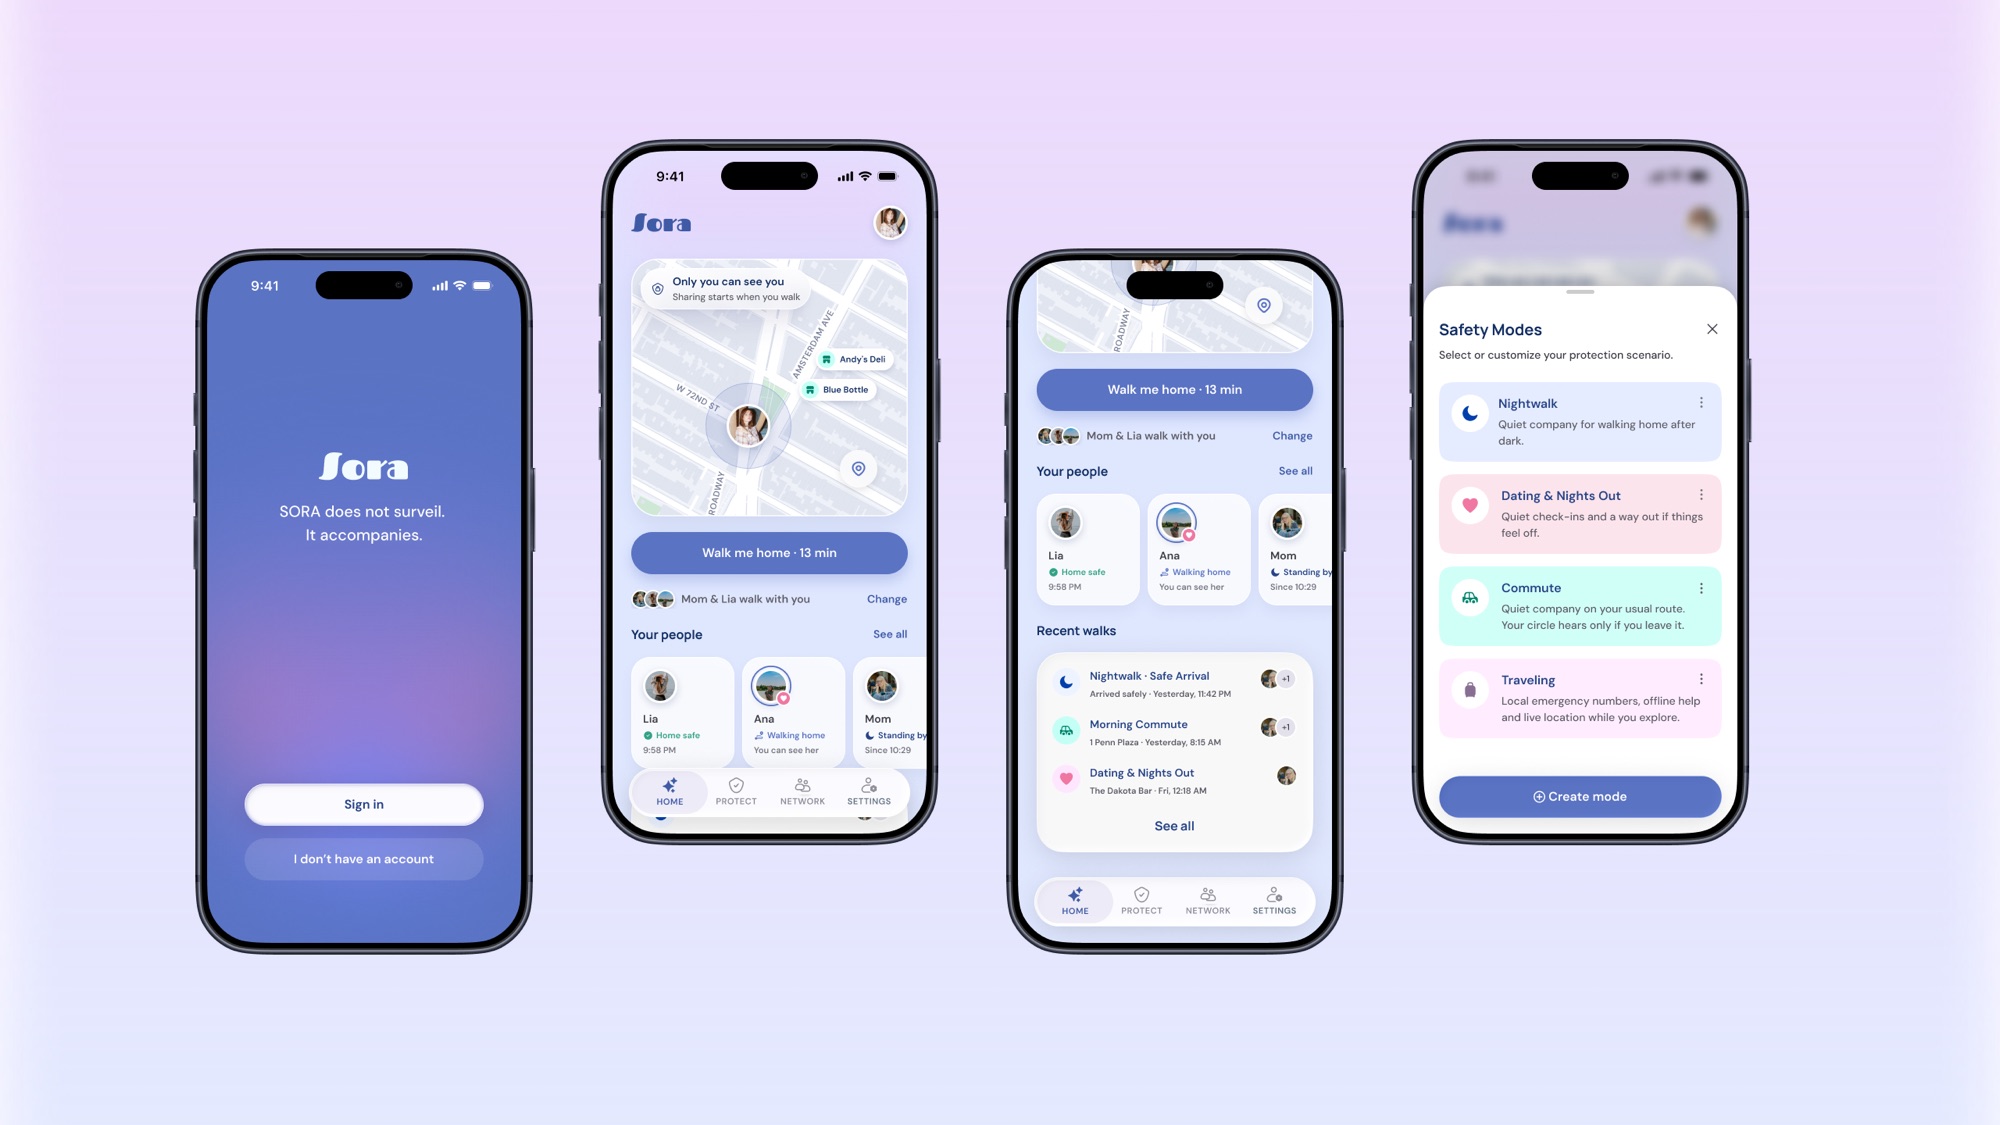 9:41
Sora
SORA does not surveil.
It accompanies.
Sign in
I don't have an account
9:41
Sora
Only you can see you
Sharing starts when you walk
AMSTERDAM AVE
Andy's Deli
Blue Bottle
W 72ND ST
ROADWAY
Walk me home · 13 min
Mom & Lia walk with you
Change
Your people
See all
Lia
Home safe
9:58 PM
Ana
Walking home
You can see her
Mom
Standing by
Since 10:29
HOME
PROTECT
NETWORK
SETTINGS
ROADWAY
Walk me home · 13 min
Mom & Lia walk with you
Change
Your people
See all
Lia
Home safe
9:58 PM
Ana
Walking home
You can see her
Mom
Standing by
Since 10:29
Recent walks
Nightwalk · Safe Arrival
Arrived safely · Yesterday, 11:42 PM
+1
Morning Commute
1 Penn Plaza · Yesterday, 8:15 AM
+1
Dating & Nights Out
The Dakota Bar · Fri, 12:18 AM
See all
HOME
PROTECT
NETWORK
SETTINGS
Safety Modes
Select or customize your protection scenario.
Nightwalk
Quiet company for walking home after
dark.
Dating & Nights Out
Quiet check-ins and a way out if things
feel off.
Commute
Quiet company on your usual route.
Your circle hears only if you leave it.
Traveling
Local emergency numbers, offline help
and live location while you explore.
Create mode